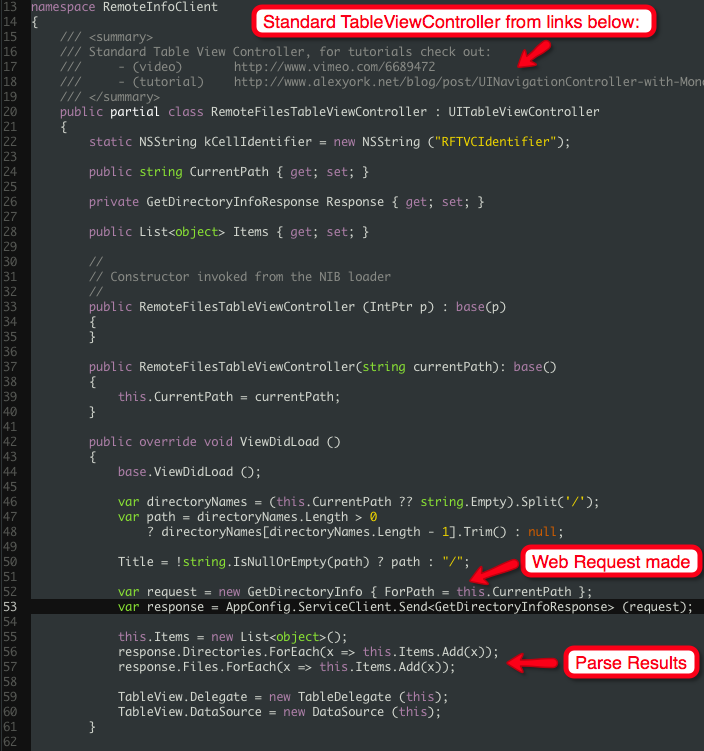 Standard TableViewController from links below:
13 namespace RemoteInfoClient
14 {
15 /// <summary>
16 /// Standard Table View Controller, for tutorials check out:
17 /// - (video) http://www.vimeo.com/6689472
18 /// - (tutorial) http://www.alexyork.net/blog/post/UINavigationController-with-Mono
19 /// </summary>
20 public partial class RemoteFilesTableViewController : UITableViewController
21 {
22 static NSString kCellIdentifier = new NSString ("RFTVCIdentifier");
23
24 public string CurrentPath { get; set; }
25
26 private GetDirectoryInfoResponse Response { get; set; }
27
28 public List<object> Items { get; set; }
29
30 //
31 // Constructor invoked from the NIB loader
32 //
33 public RemoteFilesTableViewController (IntPtr p) : base(p)
34 {
35 }
36
37 public RemoteFilesTableViewController(string currentPath): base()
38 {
39 this.CurrentPath = currentPath;
40 }
41
42 public override void ViewDidLoad ()
43 {
44 base.ViewDidLoad ();
45
46 var directoryNames = (this.CurrentPath ?? string.Empty).Split('/');
47 var path = directoryNames.Length > 0
48 ? directoryNames[directoryNames.Length - 1].Trim() : null;
49
50 Title = !string.IsNullOrEmpty(path) ? path : "/";
Web Request made
51
52 var request = new GetDirectoryInfo { ForPath = this.CurrentPath };
53 var response = AppConfig.ServiceClient.Send<GetDirectoryInfoResponse> (request);
54
55 this.Items = new List<object>();
56 response.Directories.ForEach(x => this.Items.Add(x));
57 response.Files.ForEach(x => this.Items.Add(x));
Parse Results
58
59 TableView.Delegate = new TableDelegate (this);
60 TableView.DataSource = new DataSource (this);
61 }
62